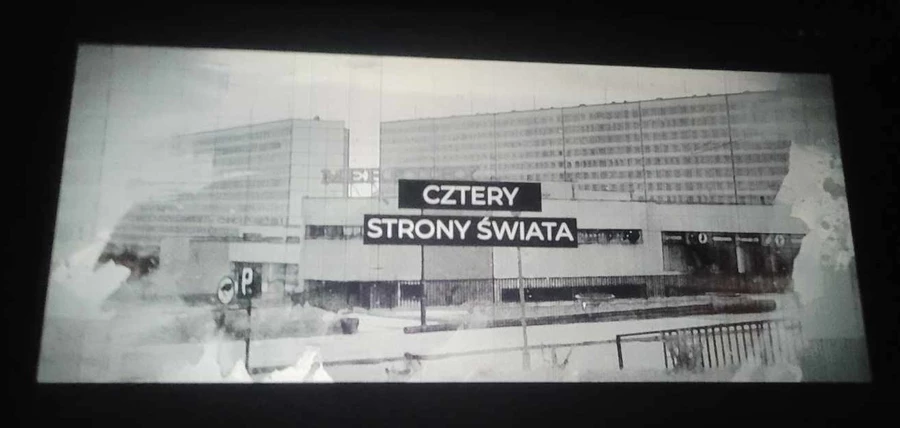 CZTERY
STRONY ŚWIATA
P